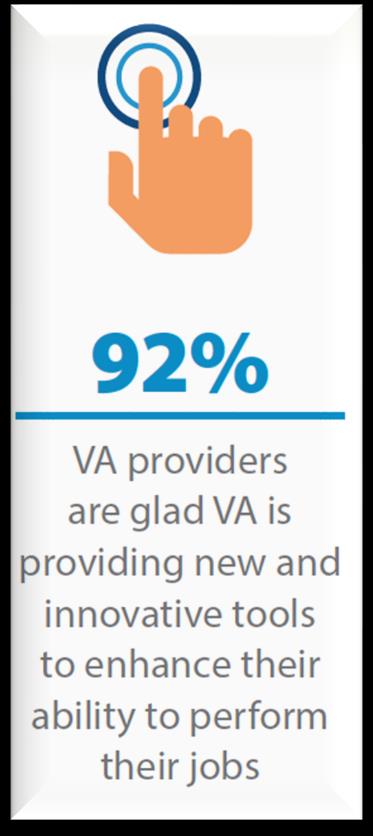 92%
VA providers
are glad VA is
providing new and
innovative tools
to enhance their
ability to perform
their jobs